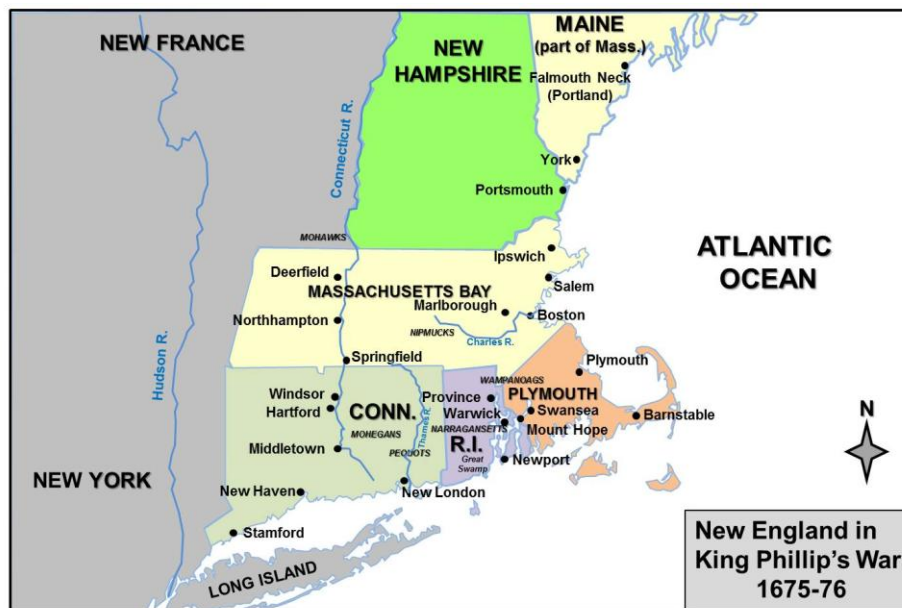 NEW FRANCE
MAINE
(part of Mass.)
NEW
HAMPSHIRE
Falmouth Neck
(Portland)
Connecticut R.
York
Portsmouth
MOHAWKS
Ipswich
ATLANTIC
OCEAN
Deerfield
Salem
MASSACHUSETTS BAY
Marlborough
Boston
Northhampton
NIPMUCKS
Charles R.
Hudson R.
Springfield
Plymouth
WAMPANOAGS
Windsor
Province
PLYMOUTH
Hartford
CONN.
Warwick
Swansea
Barnstable
N
MOHEGANS
Thames R.
NARRAGANSETTS
Mount Hope
Middletown
PEQUOTS
R.I.
Great
Swamp
Newport
NEW YORK
New Haven
New London
Stamford
LONG ISLAND
New England in
King Phillip's War
1675-76